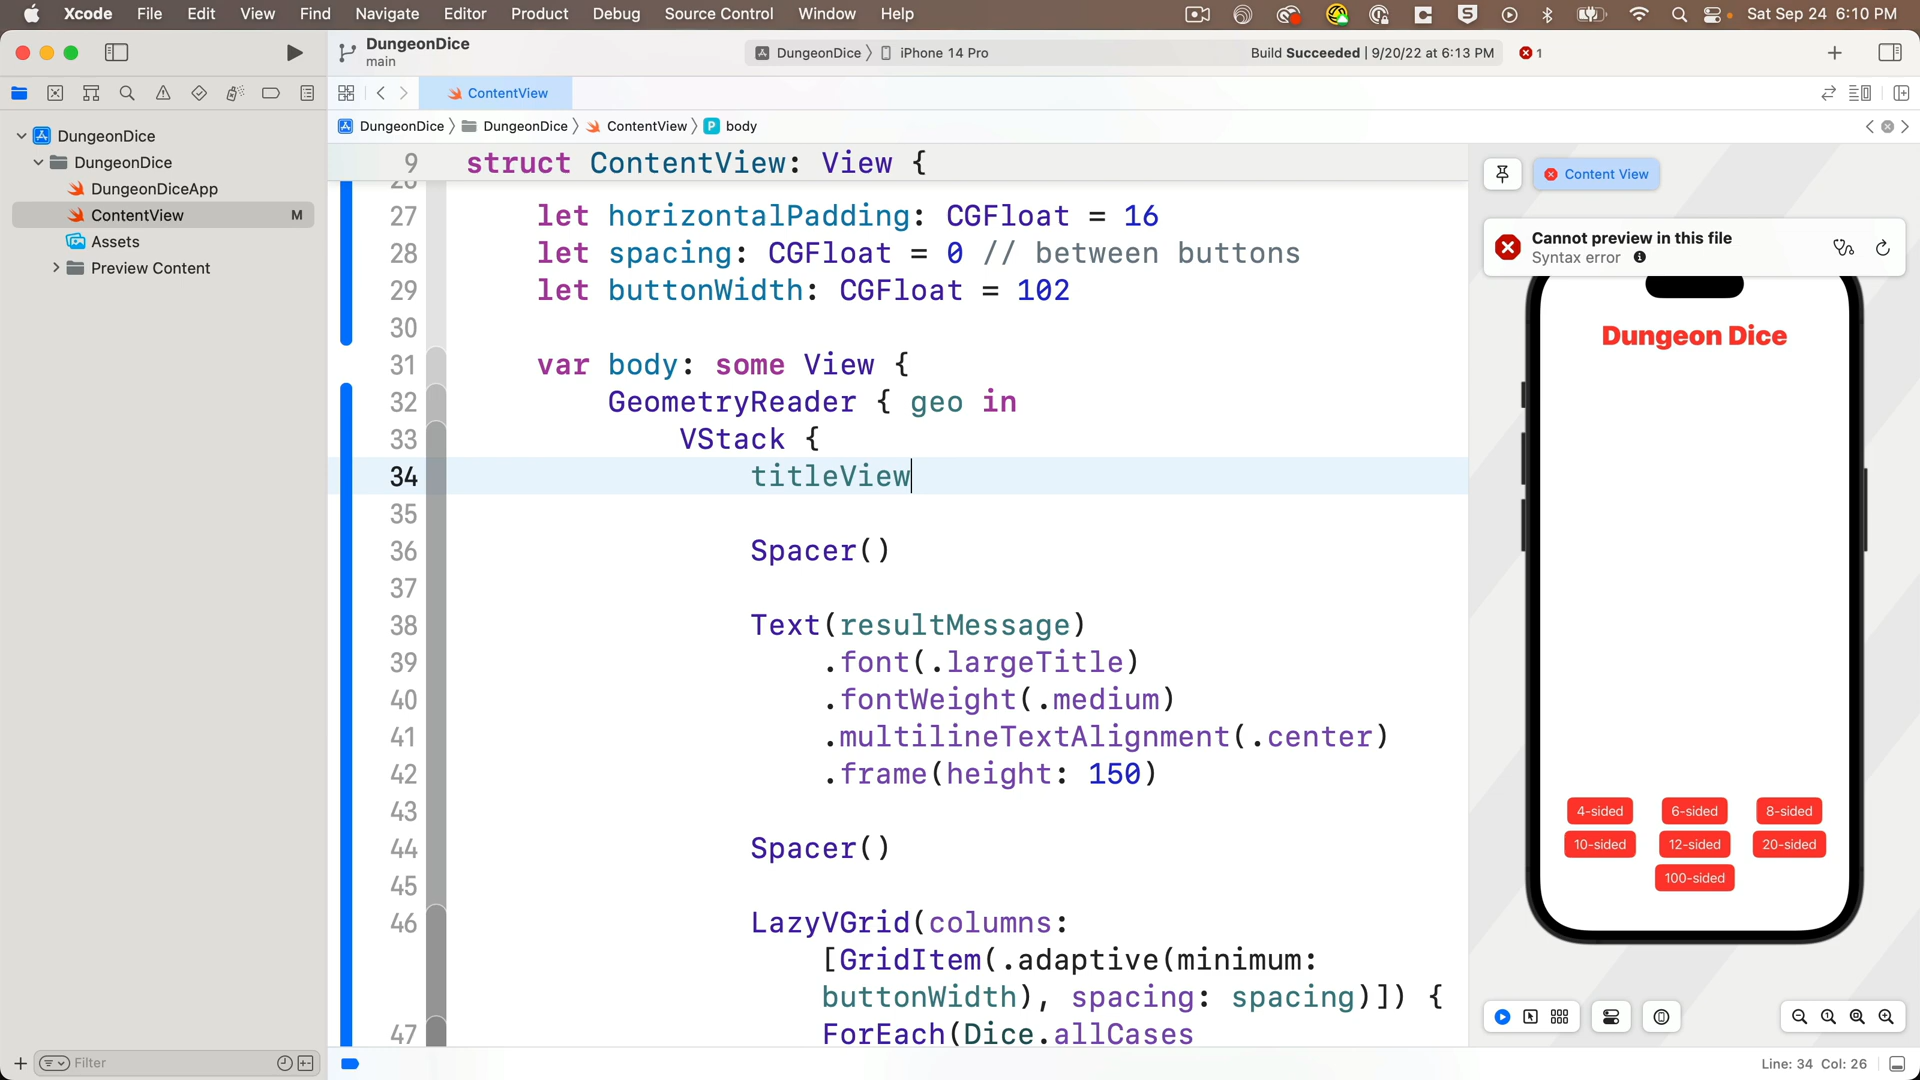 Xcode File Edit View Find Navigate Editor Product Debug Source Control Window Help Sat Sep 24 6:10 PM
DungeonDice
main
DungeonDice iPhone 14 Pro
Build Succeeded | 9/20/22 at 6:13 PM
1
ContentView
DungeonDice
DungeonDice
DungeonDiceApp
ContentView M
Assets
Preview Content
DungeonDice DungeonDice ContentView P body
9 struct ContentView: View {
27 let horizontalPadding: CGFloat = 16
28 let spacing: CGFloat = 0 // between buttons
29 let buttonWidth: CGFloat = 102
30
31 var body: some View {
32 GeometryReader { geo in
33 VStack {
34 titleView
35
36 Spacer()
37
38 Text(resultMessage)
39 .font(.largeTitle)
40 .fontWeight(.medium)
41 .multilineTextAlignment(.center)
42 .frame(height: 150)
43
44 Spacer()
45
46 LazyVGrid(columns:
[GridItem(.adaptive(minimum:
buttonWidth), spacing: spacing)]) {
47 ForEach(Dice.allCases
Content View
Cannot preview in this file
Syntax error
Dungeon Dice
4-sided 6-sided 8-sided
10-sided 12-sided 20-sided
100-sided
Filter
Line: 34 Col: 26